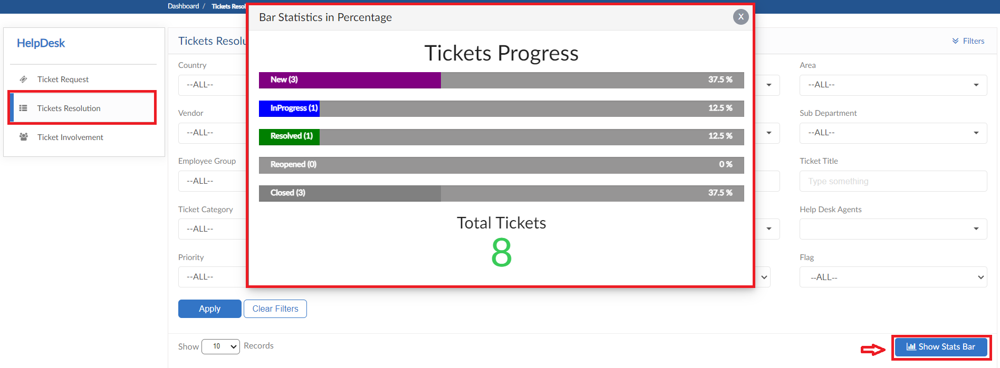 Dashboard / Tickets Resol
Bar Statistics in Percentage
X
HelpDesk
Ticket Request
Tickets Resolution
Ticket Involvement
Tickets Resolu
Filters
Tickets Progress
New (3) 37.5 %
InProgress (1) 12.5 %
Resolved (1) 12.5 %
Reopened (0) 0 %
Closed (3) 37.5 %
Total Tickets
8
Country
--ALL--
Area
--ALL--
Vendor
--ALL--
Sub Department
--ALL--
Employee Group
--ALL--
Ticket Title
Type something
Ticket Category
--ALL--
Help Desk Agents
Priority
--ALL--
Flag
--ALL--
Apply
Clear Filters
Show 10 Records
Show Stats Bar